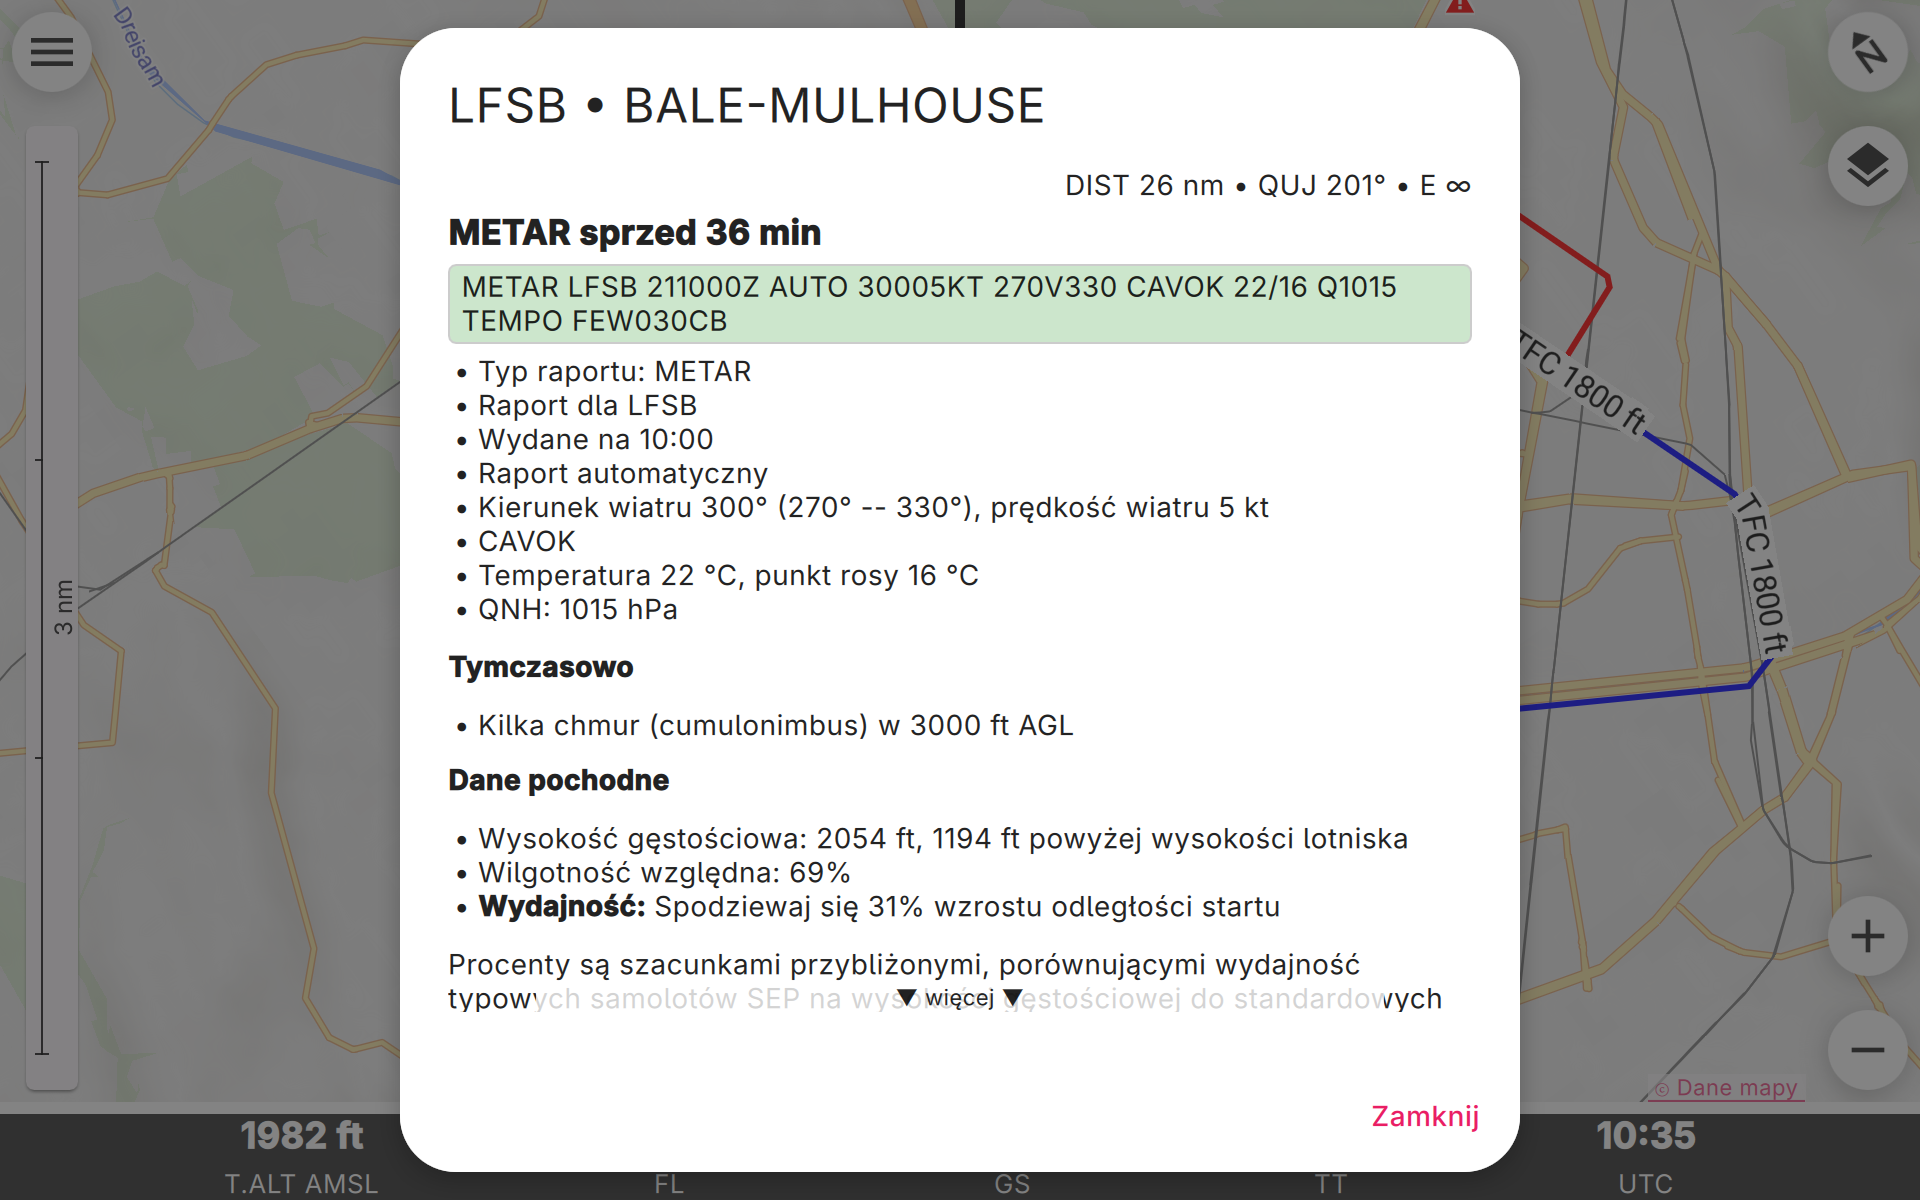 Dreisam
LFSB • BALE-MULHOUSE
DIST 26 nm • QUJ 201° • E ∞
METAR sprzed 36 min
METAR LFSB 211000Z AUTO 30005KT 270V330 CAVOK 22/16 Q1015
TEMPO FEW030CB
• Typ raportu: METAR
• Raport dla LFSB
• Wydane na 10:00
• Raport automatyczny
• Kierunek wiatru 300° (270° -- 330°), prędkość wiatru 5 kt
• CAVOK
• Temperatura 22 °C, punkt rosy 16 °C
• QNH: 1015 hPa
Tymczasowo
• Kilka chmur (cumulonimbus) w 3000 ft AGL
Dane pochodne
• Wysokość gęstościowa: 2054 ft, 1194 ft powyżej wysokości lotniska
• Wilgotność względna: 69%
• Wydajność: Spodziewaj się 31% wzrostu odległości startu
Procenty są szacunkami przybliżonymi, porównującymi wydajność
typowych samolotów SEP na wysokości gęstościowej do standardowych
▼ więcej ▼
Zamknij
3 nm
N
TFC 1800 ft
TFC 1800 ft
© Dane mapy
1982 ft
T.ALT AMSL
FL
GS
TT
10:35
UTC